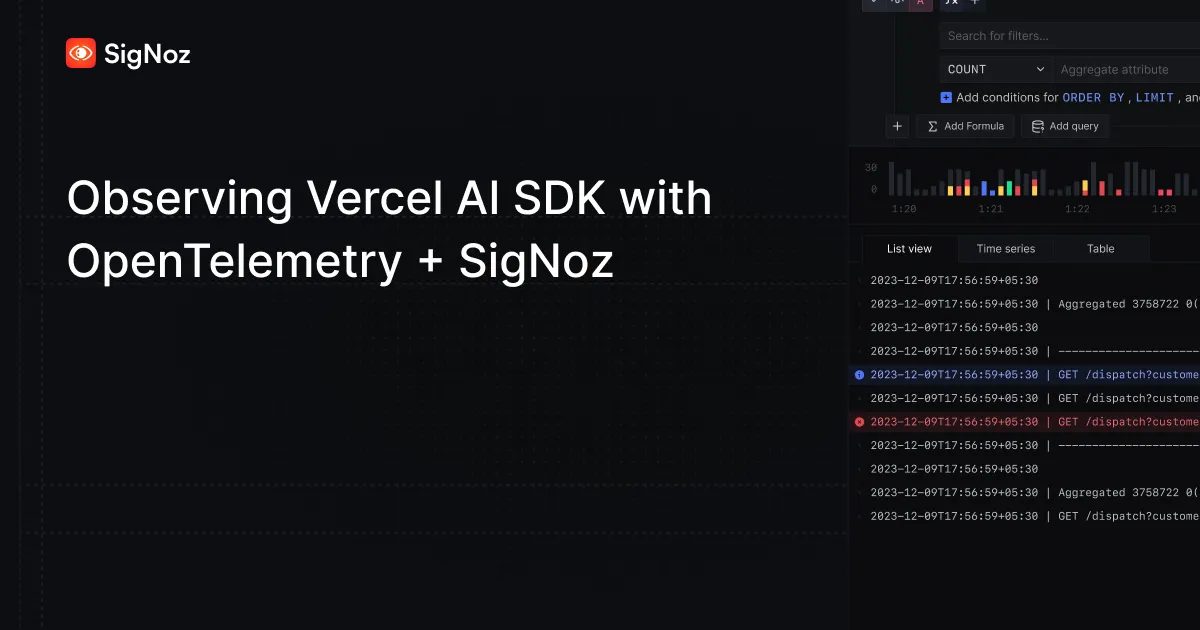 SigNoz
Observing Vercel AI SDK with
OpenTelemetry + SigNoz
Search for filters...
COUNT
Aggregate attribute
Add conditions for ORDER BY , LIMIT , an
+ Add Formula Add query
30
0
1:20 1:21 1:22 1:23
List view Time series Table
2023-12-09T17:56:59+05:30
2023-12-09T17:56:59+05:30 | Aggregated 3758722 0(
2023-12-09T17:56:59+05:30
2023-12-09T17:56:59+05:30 | ---------------------
2023-12-09T17:56:59+05:30 | GET /dispatch?custome
2023-12-09T17:56:59+05:30 | GET /dispatch?custome
2023-12-09T17:56:59+05:30 | GET /dispatch?custome
2023-12-09T17:56:59+05:30 | ---------------------
2023-12-09T17:56:59+05:30
2023-12-09T17:56:59+05:30 | Aggregated 3758722 0(
2023-12-09T17:56:59+05:30 | GET /dispatch?custome